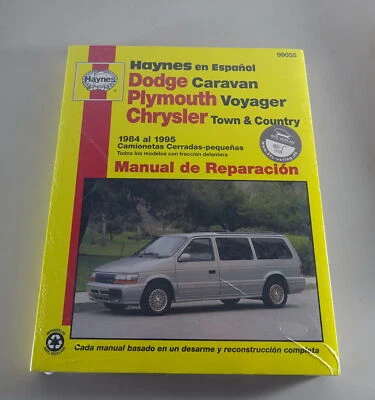 99055
Haynes
Haynes en Español
Dodge Caravan
Plymouth Voyager
Chrysler Town & Country
1984 al 1995
Camionetas Cerradas-pequeñas
Todos los modelos con tracción delantera
Manual de Reparación
Cada manual basado en un desarme y reconstrucción completa